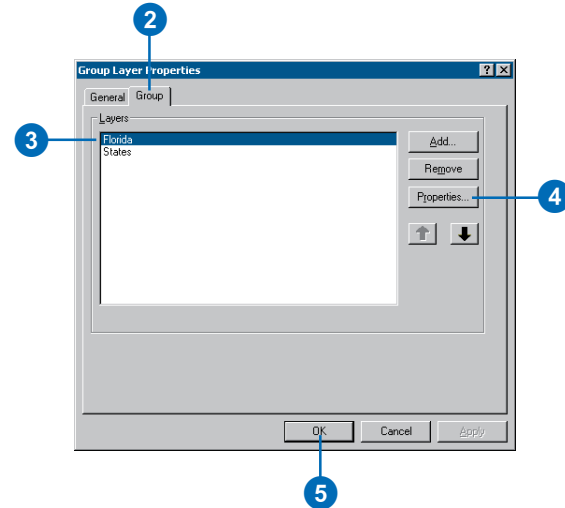 2
Group Layer Properties
General Group
Layers
3
Florida
States
Add...
Remove
Properties...
4
OK
Cancel
Apply
5